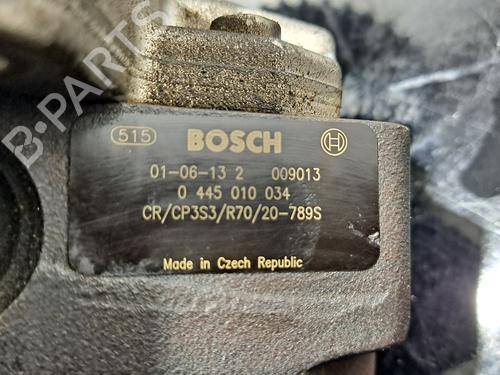 B-PARTS
515 BOSCH
01-06-13 2 009013
0 445 010 034
CR/CP3S3/R70/20-789S
Made in Czech Republic